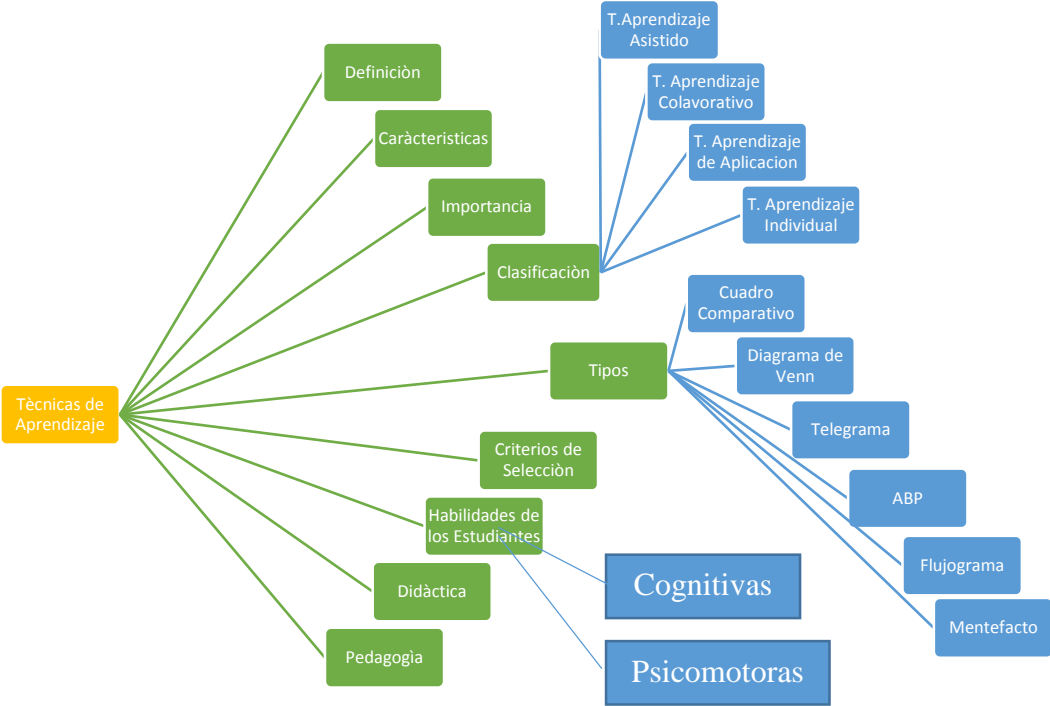 T.Aprendizaje
Asistido
Definiciòn
T. Aprendizaje
Colavorativo
Caràcteristicas
T. Aprendizaje
de Aplicacion
Importancia
T. Aprendizaje
Individual
Clasificaciòn
Cuadro
Comparativo
Diagrama de
Venn
Tipos
Tècnicas de
Aprendizaje
Telegrama
Criterios de
Selecciòn
ABP
Habilidades de
los Estudiantes
Flujograma
Cognitivas
Didàctica
Mentefacto
Pedagogìa
Psicomotoras